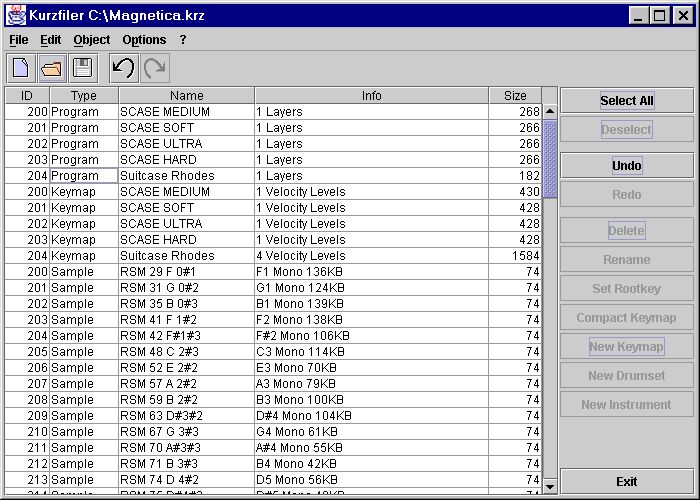 Kurzfiler C:\Magnetica.krz
File Edit Object Options ?
ID Type Name Info Size
200 Program SCASE MEDIUM 1 Layers 268
201 Program SCASE SOFT 1 Layers 266
202 Program SCASE ULTRA 1 Layers 266
203 Program SCASE HARD 1 Layers 266
204 Program Suitcase Rhodes 1 Layers 182
200 Keymap SCASE MEDIUM 1 Velocity Levels 430
201 Keymap SCASE SOFT 1 Velocity Levels 428
202 Keymap SCASE ULTRA 1 Velocity Levels 428
203 Keymap SCASE HARD 1 Velocity Levels 428
204 Keymap Suitcase Rhodes 4 Velocity Levels 1584
200 Sample RSM 29 F 0#1 F1 Mono 136KB 74
201 Sample RSM 31 G 0#2 G1 Mono 124KB 74
202 Sample RSM 35 B 0#3 B1 Mono 139KB 74
203 Sample RSM 41 F 1#2 F2 Mono 138KB 74
204 Sample RSM 42 F#1#3 F#2 Mono 106KB 74
205 Sample RSM 48 C 2#3 C3 Mono 114KB 74
206 Sample RSM 52 E 2#2 E3 Mono 70KB 74
207 Sample RSM 57 A 2#2 A3 Mono 79KB 74
208 Sample RSM 59 B 2#2 B3 Mono 100KB 74
209 Sample RSM 63 D#3#2 D#4 Mono 104KB 74
210 Sample RSM 67 G 3#3 G4 Mono 61KB 74
211 Sample RSM 70 A#3#3 A#4 Mono 55KB 74
212 Sample RSM 71 B 3#3 B4 Mono 42KB 74
213 Sample RSM 74 D 4#2 D5 Mono 56KB 74
Select All
Deselect
Undo
Redo
Delete
Rename
Set Rootkey
Compact Keymap
New Keymap
New Drumset
New Instrument
Exit